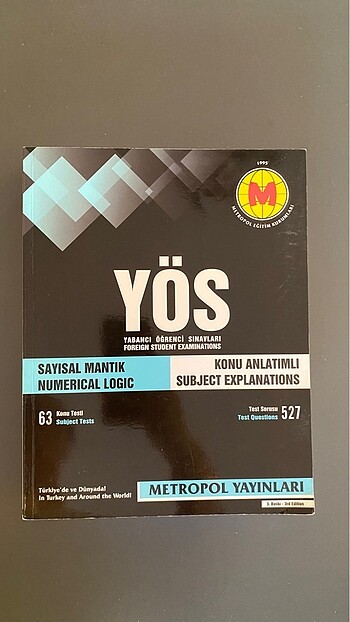 1995
M
METROPOL EĞİTİM KURUMLARI
YÖS
YABANCI ÖĞRENCİ SINAVLARI
FOREIGN STUDENT EXAMINATIONS
SAYISAL MANTIK
NUMERICAL LOGIC
KONU ANLATIMLI
SUBJECT EXPLANATIONS
63 Konu Testi
Subject Tests
Test Sorusu 527
Test Questions
Türkiye'de ve Dünyada!
In Turkey and Around the World!
METROPOL YAYINLARI
3. Baskı - 3rd Edition